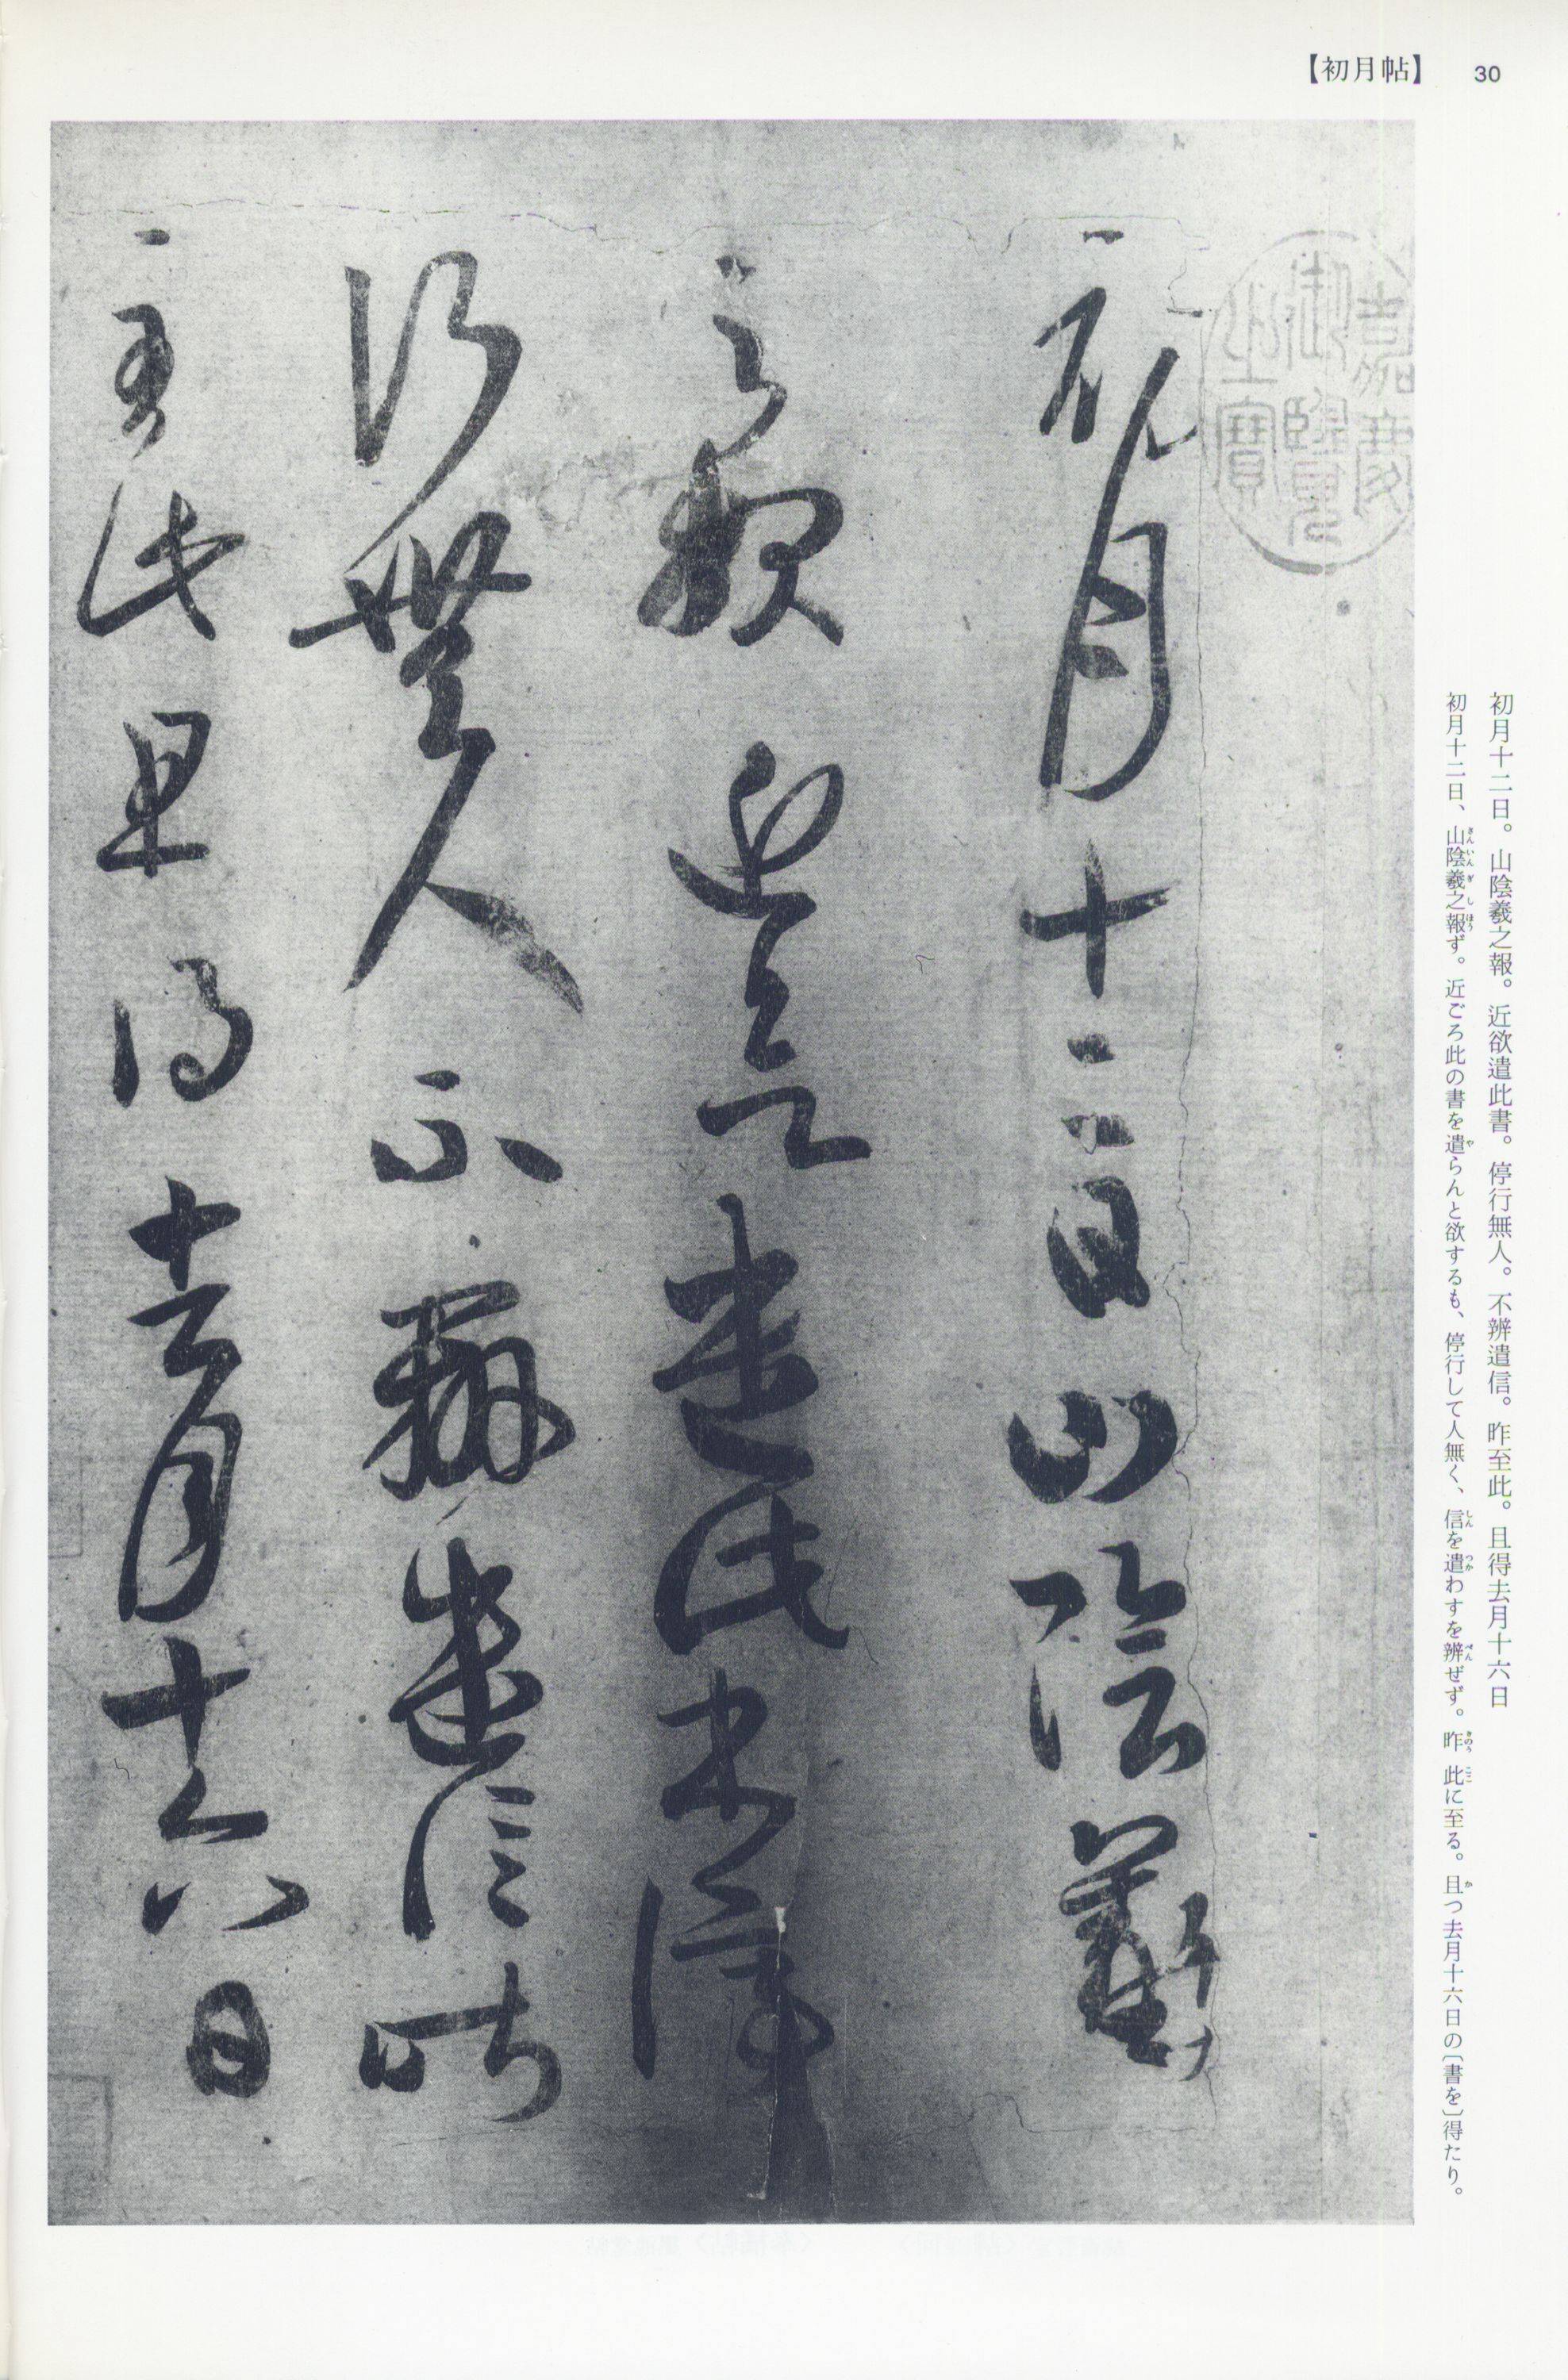 【初月帖】 30
初月十二日。山陰羲之報。近欲遣此書。停行無人。不辨遣信。昨至此。且得去月十六日
初月十二日、山陰羲之報ず。近ごろ此の書を遣らんと欲するも、停行して人無く、信を遣わすを辨ぜず。昨此に至る。且つ去月十六日の〔書を〕得たり。
嘉慶
御覽
之寶
初月十二日山陰羲
之報近欲遣此書停
行無人不辨遣信昨
至此且得去月十六日